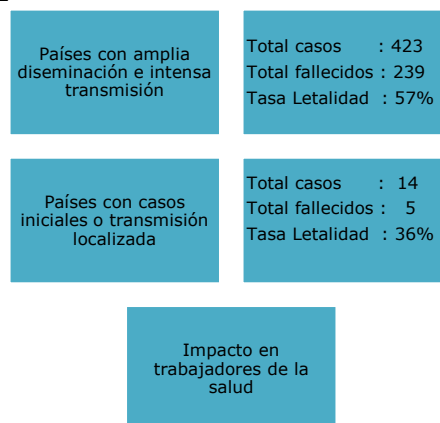 Países con amplia
diseminación e intensa
transmisión
Total casos : 423
Total fallecidos : 239
Tasa Letalidad : 57%
Países con casos
iniciales o transmisión
localizada
Total casos : 14
Total fallecidos : 5
Tasa Letalidad : 36%
Impacto en
trabajadores de la
salud